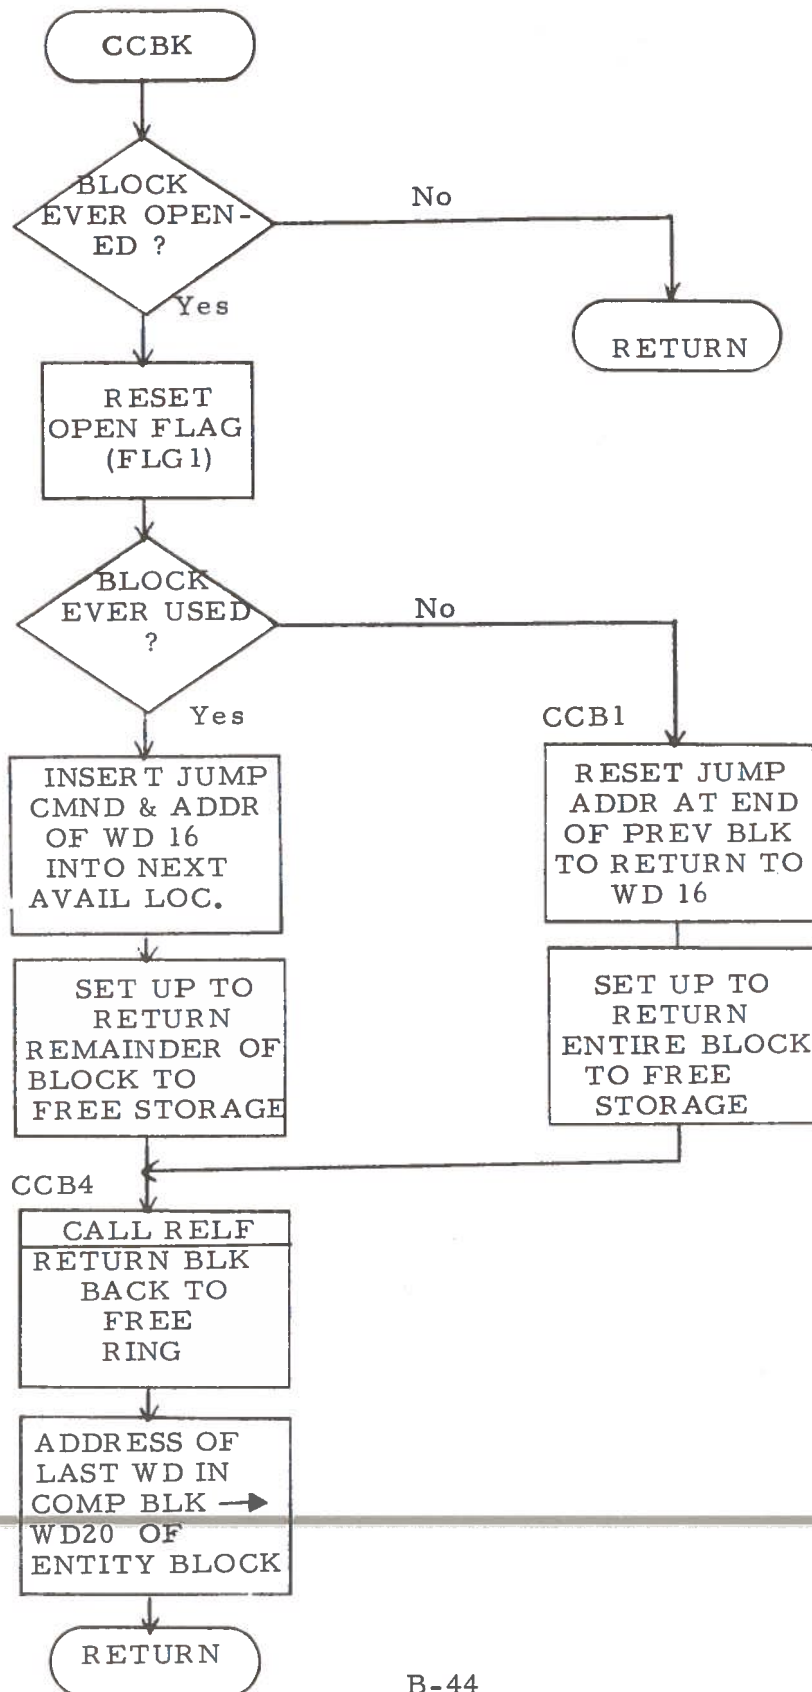 CCBK
BLOCK
EVER OPEN-
ED ?
No
Yes
RETURN
RESET
OPEN FLAG
(FLG1)
BLOCK
EVER USED
?
No
Yes
INSERT JUMP
CMND & ADDR
OF WD 16
INTO NEXT
AVAIL LOC.
CCB1
RESET JUMP
ADDR AT END
OF PREV BLK
TO RETURN TO
WD 16
SET UP TO
RETURN
REMAINDER OF
BLOCK TO
FREE STORAGE
SET UP TO
RETURN
ENTIRE BLOCK
TO FREE
STORAGE
CCB4
CALL RELF
RETURN BLK
BACK TO
FREE
RING
ADDRESS OF
LAST WD IN
COMP BLK →
WD20 OF
ENTITY BLOCK
RETURN
B-44